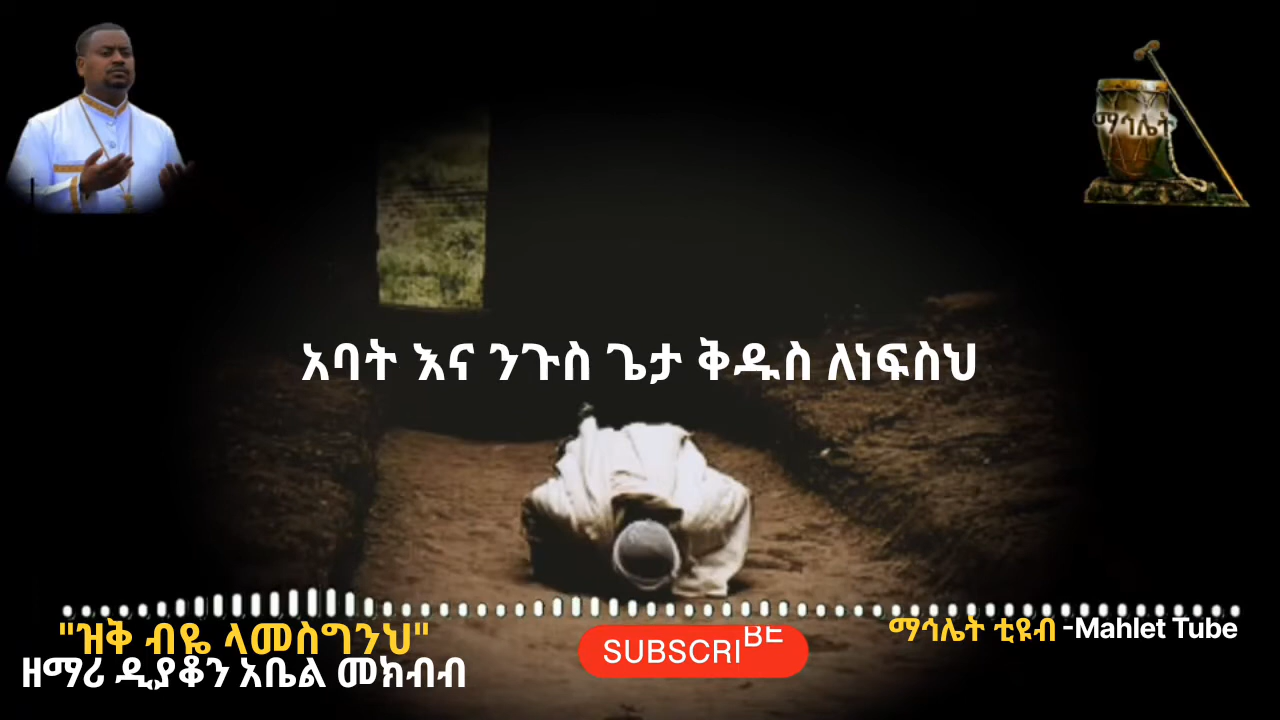 ማኅሌት
አባት እና ንጉስ ጌታ ቅዱስ ለነፍስህ
"ዝቅ ብዬ ላመስግንህ"
ዘማሪ ዲያቆን አቤል መክብብ
SUBSCRIBE
ማኅሌት ቲዩብ -Mahlet Tube